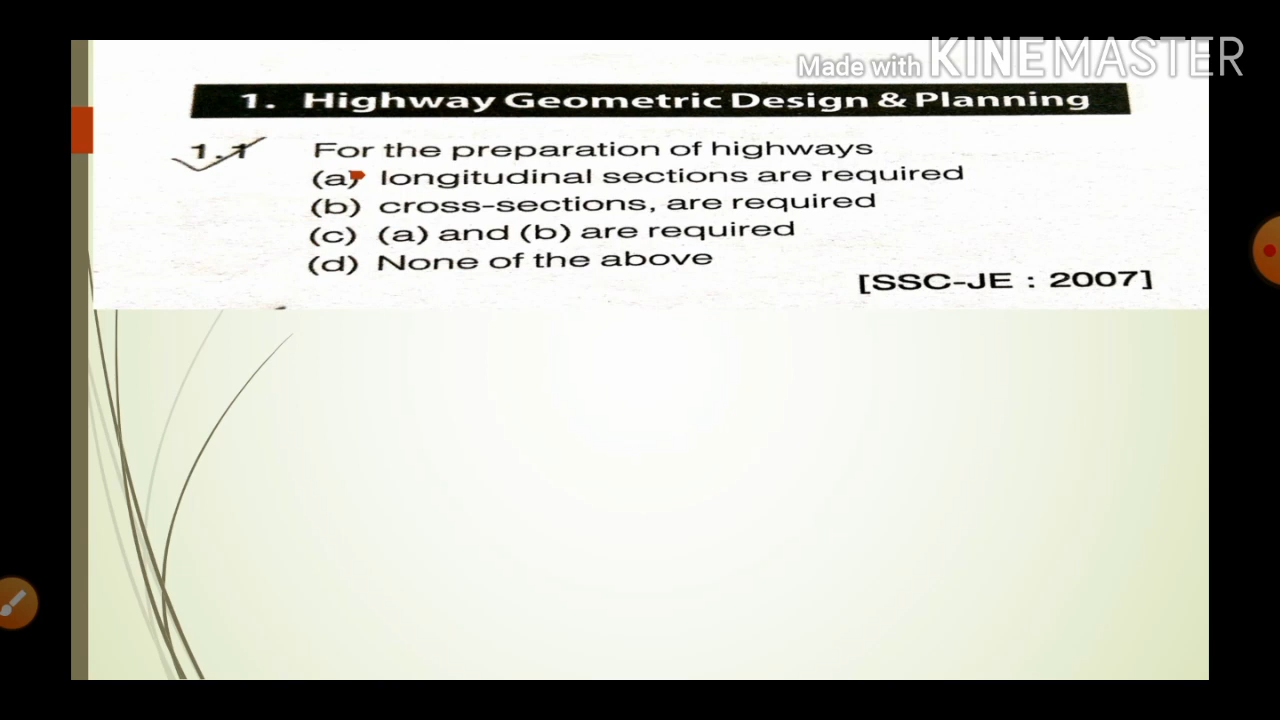 Made with KINEMASTER
1. Highway Geometric Design & Planning
1.1 For the preparation of highways
(a) longitudinal sections are required
(b) cross-sections, are required
(c) (a) and (b) are required
(d) None of the above
[SSC-JE : 2007]